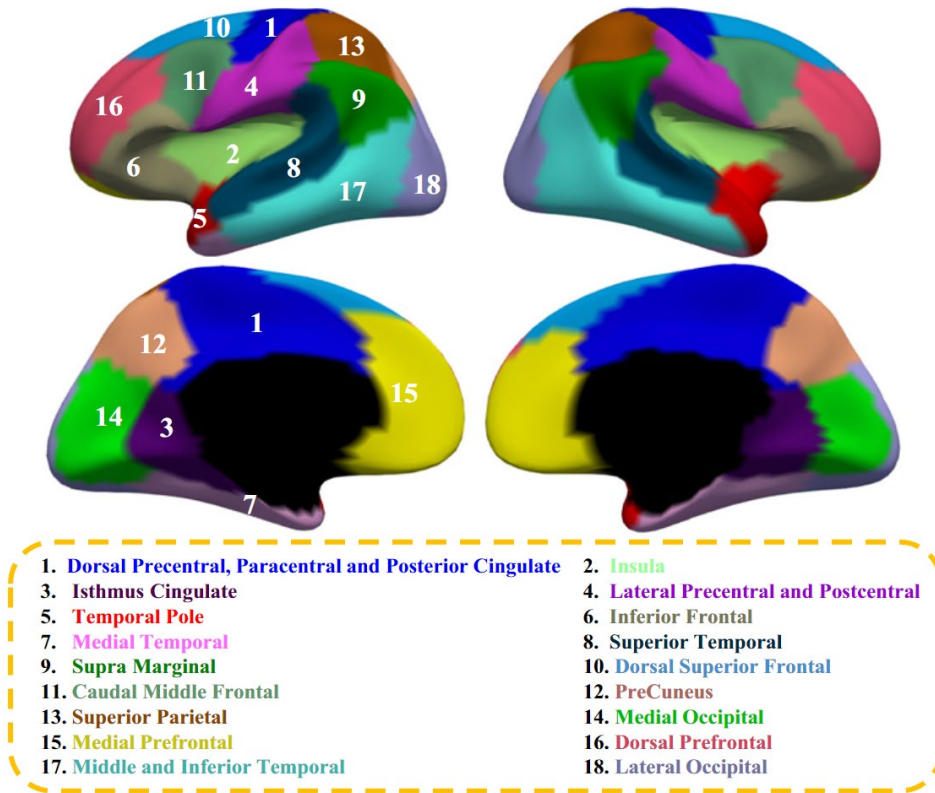 10 1
13
11 4
16 9
6 2 8
17 18
5
1
12
15
14 3
7
1. Dorsal Precentral, Paracentral and Posterior Cingulate 2. Insula
3. Isthmus Cingulate 4. Lateral Precentral and Postcentral
5. Temporal Pole 6. Inferior Frontal
7. Medial Temporal 8. Superior Temporal
9. Supra Marginal 10. Dorsal Superior Frontal
11. Caudal Middle Frontal 12. PreCuneus
13. Superior Parietal 14. Medial Occipital
15. Medial Prefrontal 16. Dorsal Prefrontal
17. Middle and Inferior Temporal 18. Lateral Occipital